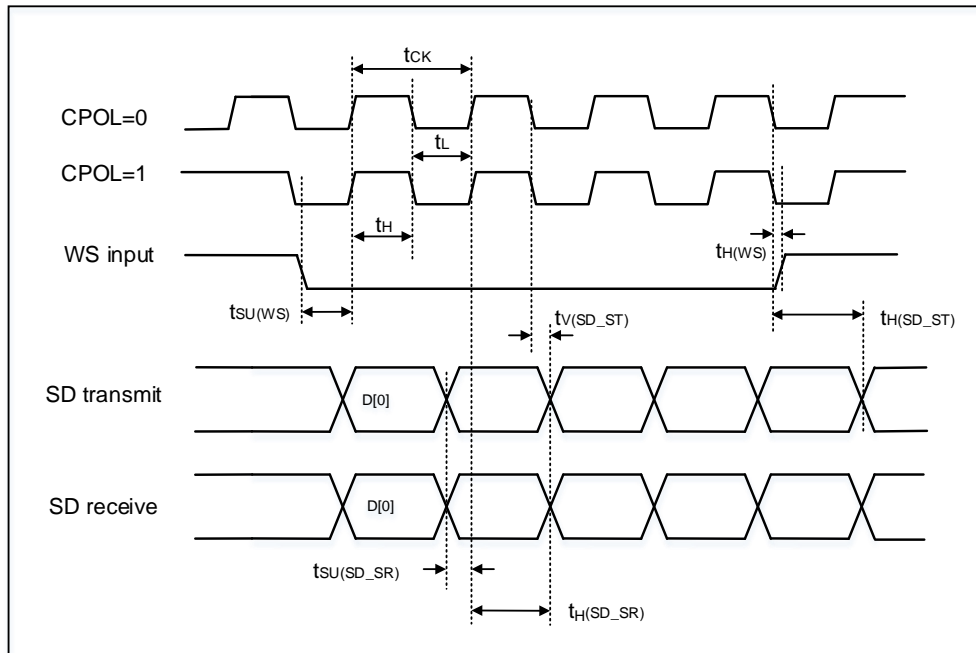 tCK
CPOL=0
tL
CPOL=1
tH
tH(WS)
WS input
tSU(WS)
tV(SD_ST)
tH(SD_ST)
SD transmit
D[0]
SD receive
D[0]
tSU(SD_SR)
tH(SD_SR)